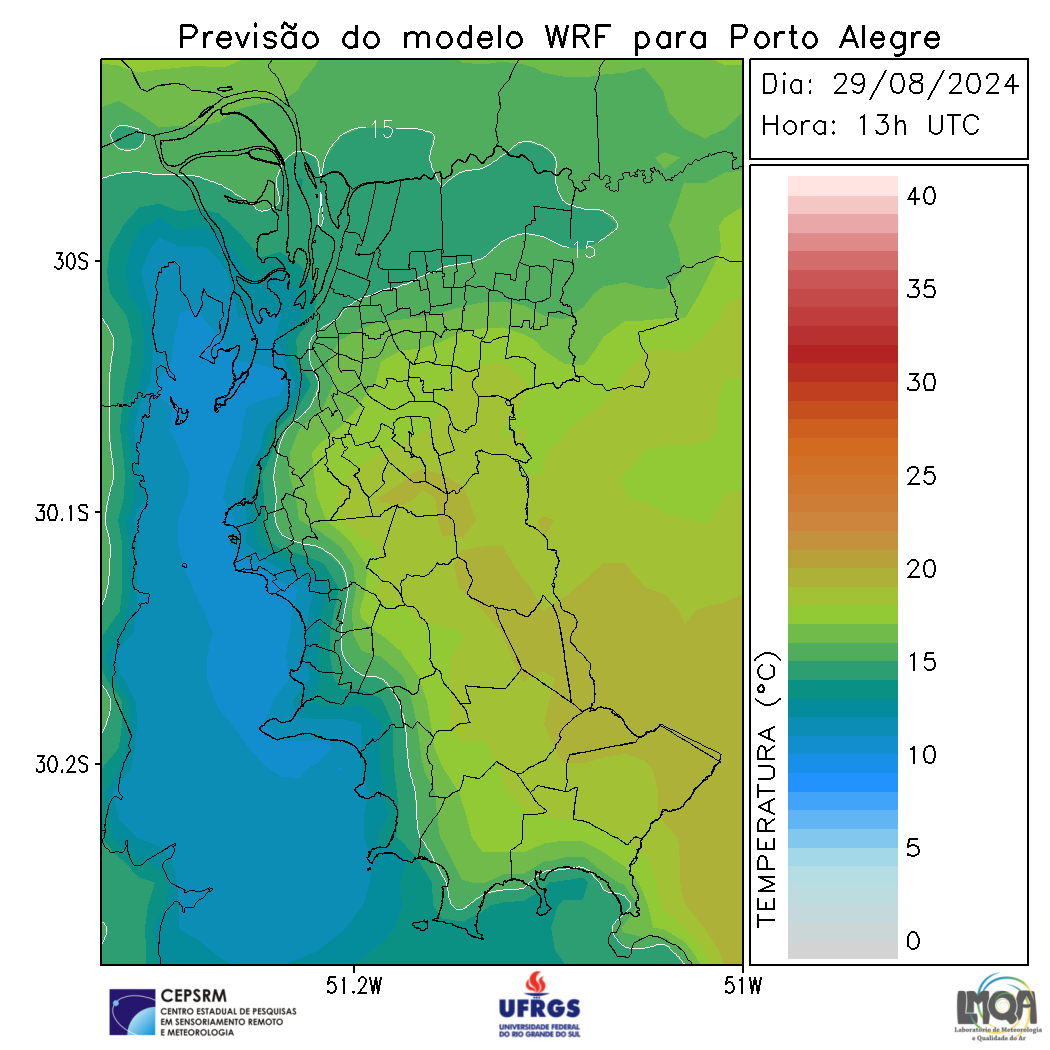 Previsão do modelo WRF para Porto Alegre
Dia: 29/08/2024
Hora: 13h UTC
15
15
30S
30.1S
30.2S
51.2W
51W
40
35
30
25
20
15
10
5
0
TEMPERATURA (°C)
CEPSRM
CENTRO ESTADUAL DE PESQUISAS
EM SENSORIAMENTO REMOTO
E METEOROLOGIA
UFRGS
UNIVERSIDADE FEDERAL
DO RIO GRANDE DO SUL
LMQA
Laboratório de Meteorologia
e Qualidade do Ar